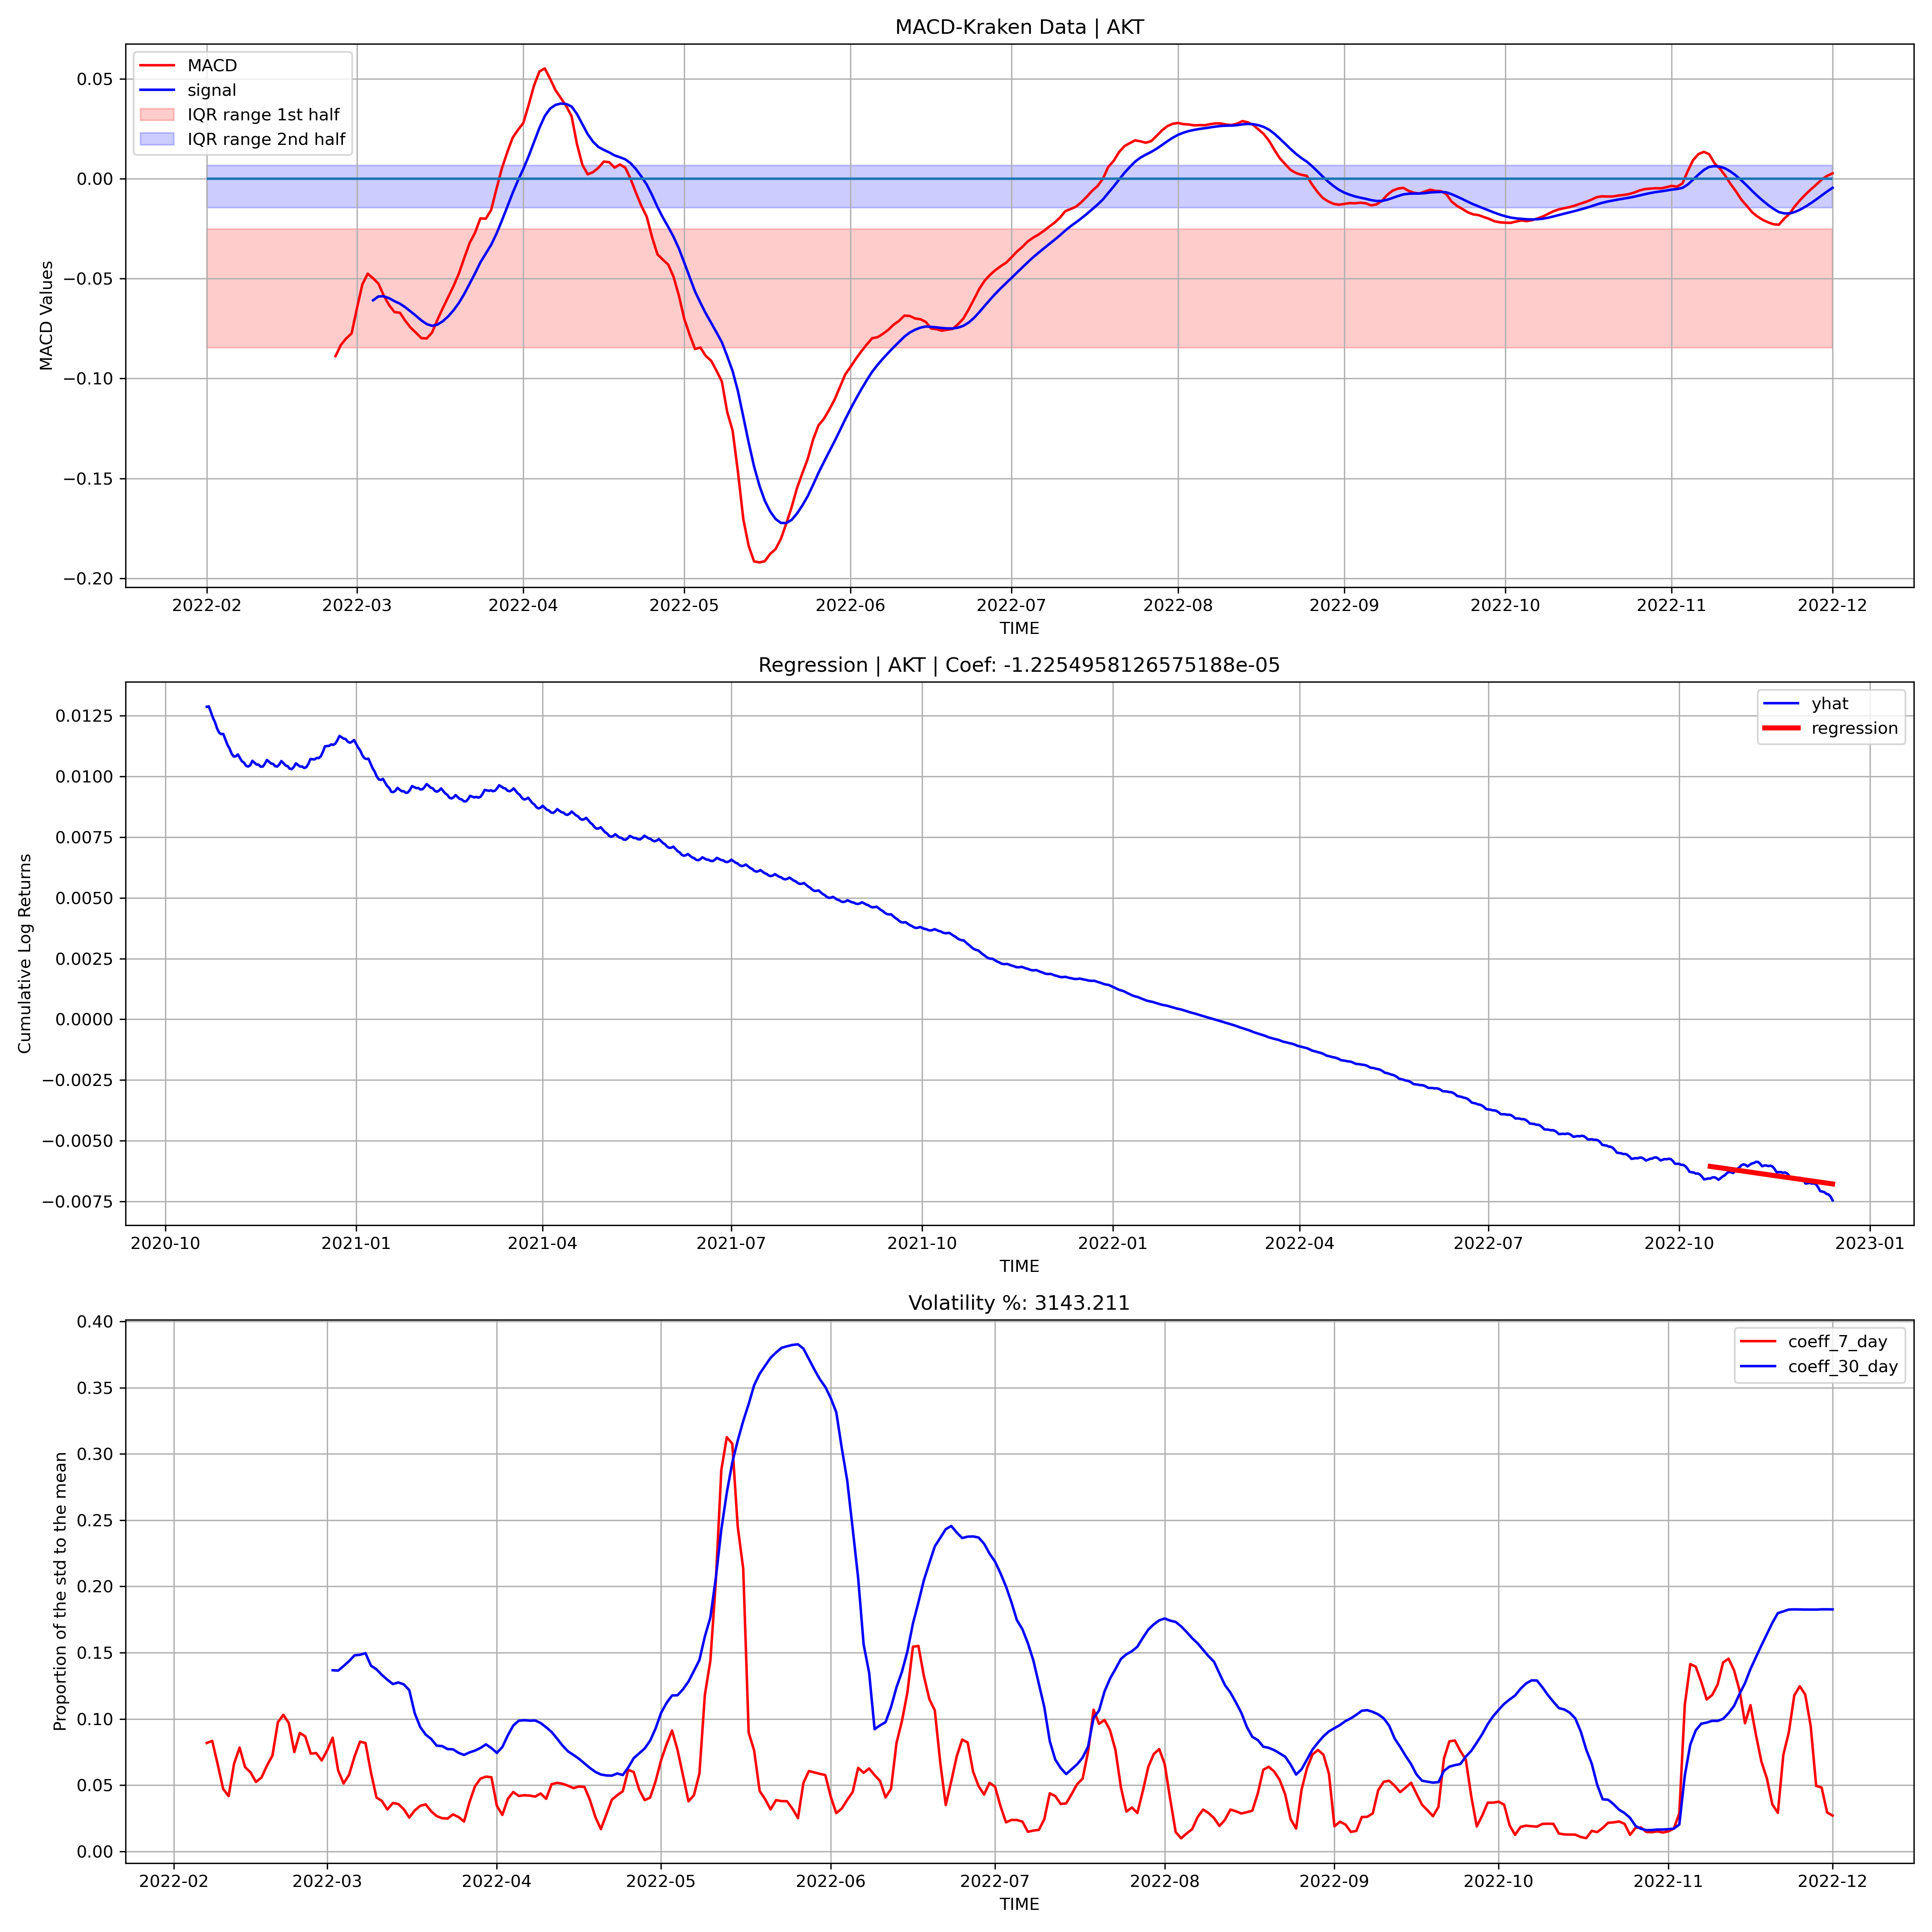 MACD-Kraken Data | AKT
MACD
signal
IQR range 1st half
IQR range 2nd half
MACD Values
0.05
0.00
−0.05
−0.10
−0.15
−0.20
2022-02 2022-03 2022-04 2022-05 2022-06 2022-07 2022-08 2022-09 2022-10 2022-11 2022-12
TIME
Regression | AKT | Coef: -1.2254958126575188e-05
yhat
regression
Cumulative Log Returns
0.0125
0.0100
0.0075
0.0050
0.0025
0.0000
−0.0025
−0.0050
−0.0075
2020-10 2021-01 2021-04 2021-07 2021-10 2022-01 2022-04 2022-07 2022-10 2023-01
TIME
Volatility %: 3143.211
coeff_7_day
coeff_30_day
Proportion of the std to the mean
0.40
0.35
0.30
0.25
0.20
0.15
0.10
0.05
0.00
2022-02 2022-03 2022-04 2022-05 2022-06 2022-07 2022-08 2022-09 2022-10 2022-11 2022-12
TIME